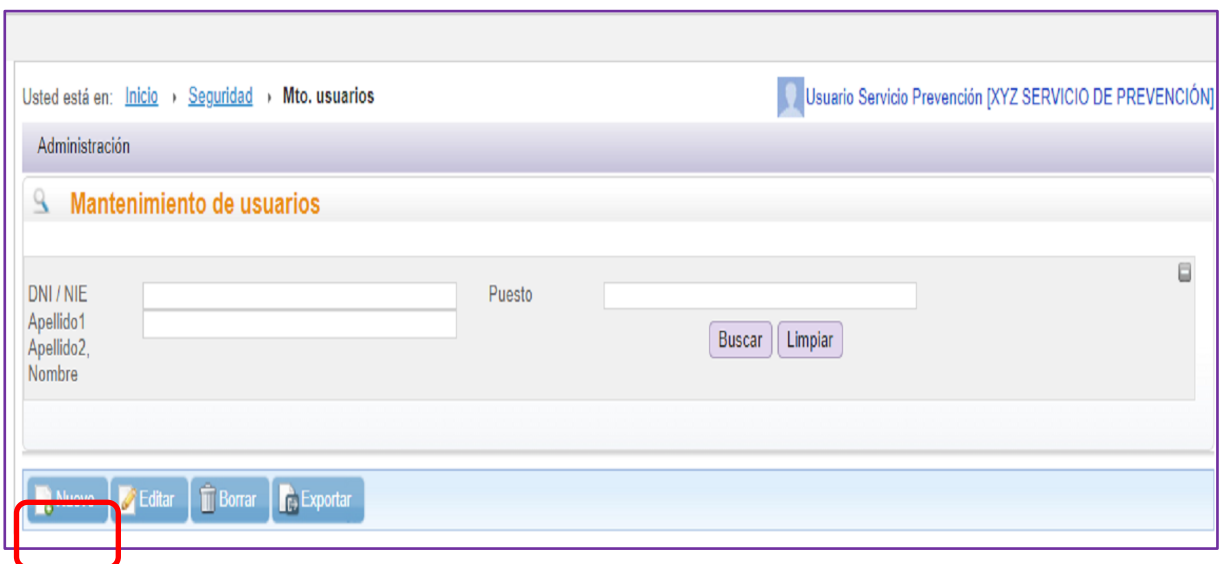 Usted está en: Inicio › Seguridad › Mto. usuarios
Usuario Servicio Prevención [XYZ SERVICIO DE PREVENCIÓN]
Administración
Mantenimiento de usuarios
DNI / NIE
Puesto
Apellido1
Apellido2,
Nombre
Buscar Limpiar
Nuevo Editar Borrar Exportar